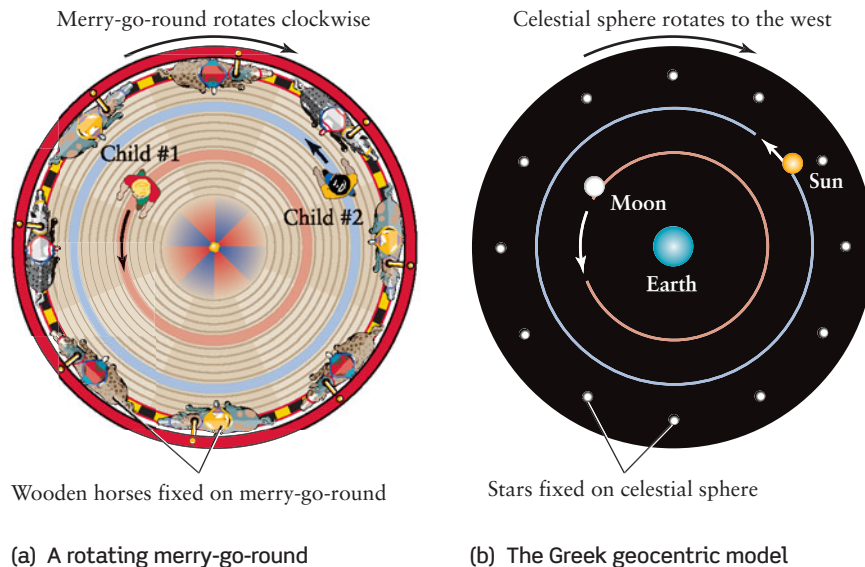 Merry-go-round rotates clockwise
Child #1
Child #2
Wooden horses fixed on merry-go-round
(a) A rotating merry-go-round
Celestial sphere rotates to the west
Sun
Moon
Earth
Stars fixed on celestial sphere
(b) The Greek geocentric model